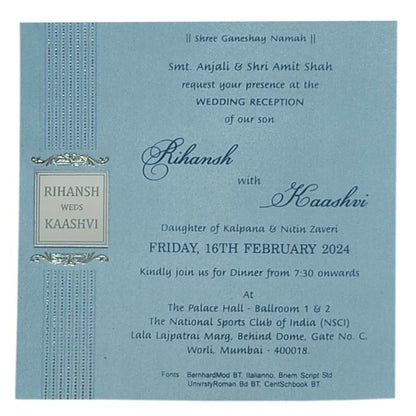 || Shree Ganeshay Namah ||
Smt. Anjali & Shri Amit Shah
request your presence at the
WEDDING RECEPTION
of our son
Rihansh
with
Kaashvi
Daughter of Kalpana & Nitin Zaveri
FRIDAY, 16TH FEBRUARY 2024
Kindly join us for Dinner from 7:30 onwards
At
The Palace Hall - Ballroom 1 & 2
The National Sports Club of India (NSCI)
Lala Lajpatrai Marg, Behind Dome, Gate No. C.
Worli, Mumbai - 400018.
Fonts : BernhardMod BT, Italianno, Bnem Script Std
UnvrstyRoman Bd BT, CentSchbook BT
RIHANSH
WEDS
KAASHVI